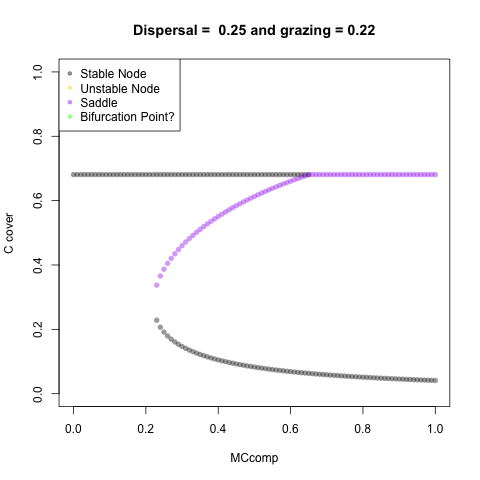 Dispersal =  0.25 and grazing = 0.22
Stable Node
Unstable Node
Saddle
Bifurcation Point?
1.0
0.8
0.6
0.4
0.2
0.0
C cover
0.0 0.2 0.4 0.6 0.8 1.0
MCcomp